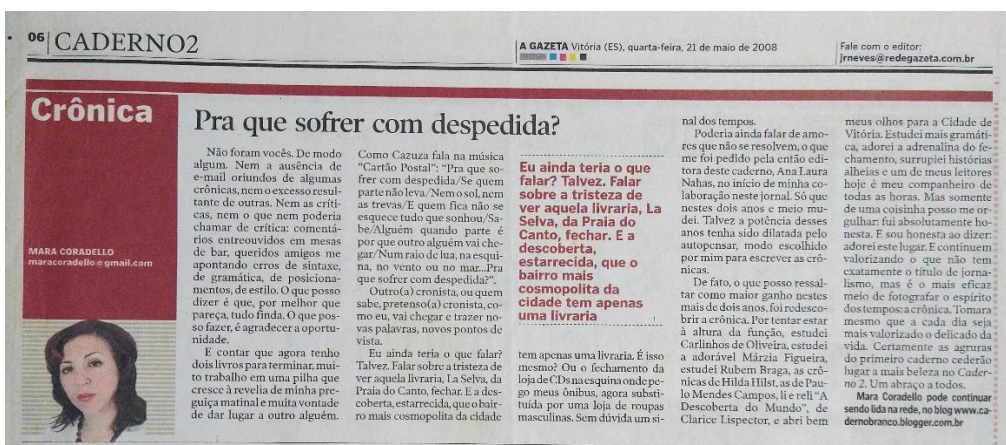 06 CADERNO2
A GAZETA Vitória (ES), quarta-feira, 21 de maio de 2008
Fale com o editor:
jrneves@redegazeta.com.br
Crônica
MARA CORADELLO
maracoradello@gmail.com
Pra que sofrer com despedida?
Não foram vocês. De modo
algum. Nem a ausência de
e-mail oriundos de algumas
crônicas, nem o excesso resul-
tante de outras. Nem as críti-
cas, nem o que nem poderia
chamar de crítica: comentá-
rios entreouvidos em mesas
de bar, queridos amigos me
apontando erros de sintaxe,
de gramática, de posiciona-
mentos, de estilo. O que posso
dizer é que, por melhor que
pareça, tudo finda. O que pos-
so fazer, é agradecer a oportu-
nidade.
E contar que agora tenho
dois livros para terminar, mui-
to trabalho em uma pilha que
cresce à revelia de minha pre-
guiça matinal e muita vontade
de dar lugar a outro alguém.
Como Cazuza fala na música
“Cartão Postal”: “Pra que so-
frer com despedida/Se quem
parte não leva/Nem o sol, nem
as trevas/E quem fica não se
esquece tudo que sonhou/Sa-
be/Alguém quando parte é
por que outro alguém vai che-
gar/Num raio de lua, na esqui-
na, no vento ou no mar...Pra
que sofrer com despedida?”.
Outro(a) cronista, ou quem
sabe, pretenso(a) cronista, co-
mo eu, vai chegar e trazer no-
vas palavras, novos pontos de
vista.
Eu ainda teria o que falar?
Talvez. Falar sobre a tristeza de
ver aquela livraria, La Selva, da
Praia do Canto, fechar. E a des-
coberta, estarrecida, que o bair-
ro mais cosmopolita da cidade
Eu ainda teria o que
falar? Talvez. Falar
sobre a tristeza de
ver aquela livraria, La
Selva, da Praia do
Canto, fechar. E a
descoberta,
estarrecida, que o
bairro mais
cosmopolita da
cidade tem apenas
uma livraria
tem apenas uma livraria. É isso
mesmo? Ou o fechamento da
loja de CDs na esquina onde pe-
go meus ônibus, agora substi-
tuída por uma loja de roupas
masculinas. Sem dúvida um si-
nal dos tempos.
Poderia ainda falar de amo-
res que não se resolvem, o que
me foi pedido pela então edi-
tora deste caderno, Ana Laura
Nahas, no início de minha co-
laboração neste jornal. Só que
nestes dois anos e meio mu-
dei. Talvez a potência desses
anos tenha sido dilatada pelo
autopensar, modo escolhido
por mim para escrever as crô-
nicas.
De fato, o que posso ressal-
tar como maior ganho nestes
mais de dois anos, foi redesco-
brir a crônica. Por tentar estar
à altura da função, estudei
Carlinhos de Oliveira, estudei
a adorável Márzia Figueira,
estudei Rubem Braga, as crô-
nicas de Hilda Hilst, as de Pau-
lo Mendes Campos, li e reli “A
Descoberta do Mundo”, de
Clarice Lispector, e abri bem
meus olhos para a Cidade de
Vitória. Estudei mais gramáti-
ca, adorei a adrenalina do fe-
chamento, surrupiei histórias
alheias e um de meus leitores
hoje é meu companheiro de
todas as horas. Mas somente
de uma coisinha posso me or-
gulhar: fui absolutamente ho-
nesta. E sou honesta ao dizer:
adorei este lugar. E continuem
valorizando o que não tem
exatamente o título de jorna-
lismo, mas é o mais eficaz
meio de fotografar o espírito
dos tempos: a crônica. Tomara
mesmo que a cada dia seja
mais valorizado o delicado da
vida. Certamente as agruras
do primeiro caderno cederão
lugar a mais beleza no Cader-
no 2. Um abraço a todos.
Mara Coradello pode continuar
sendo lida na rede, no blog www.ca-
dernobranco.blogger.com.br